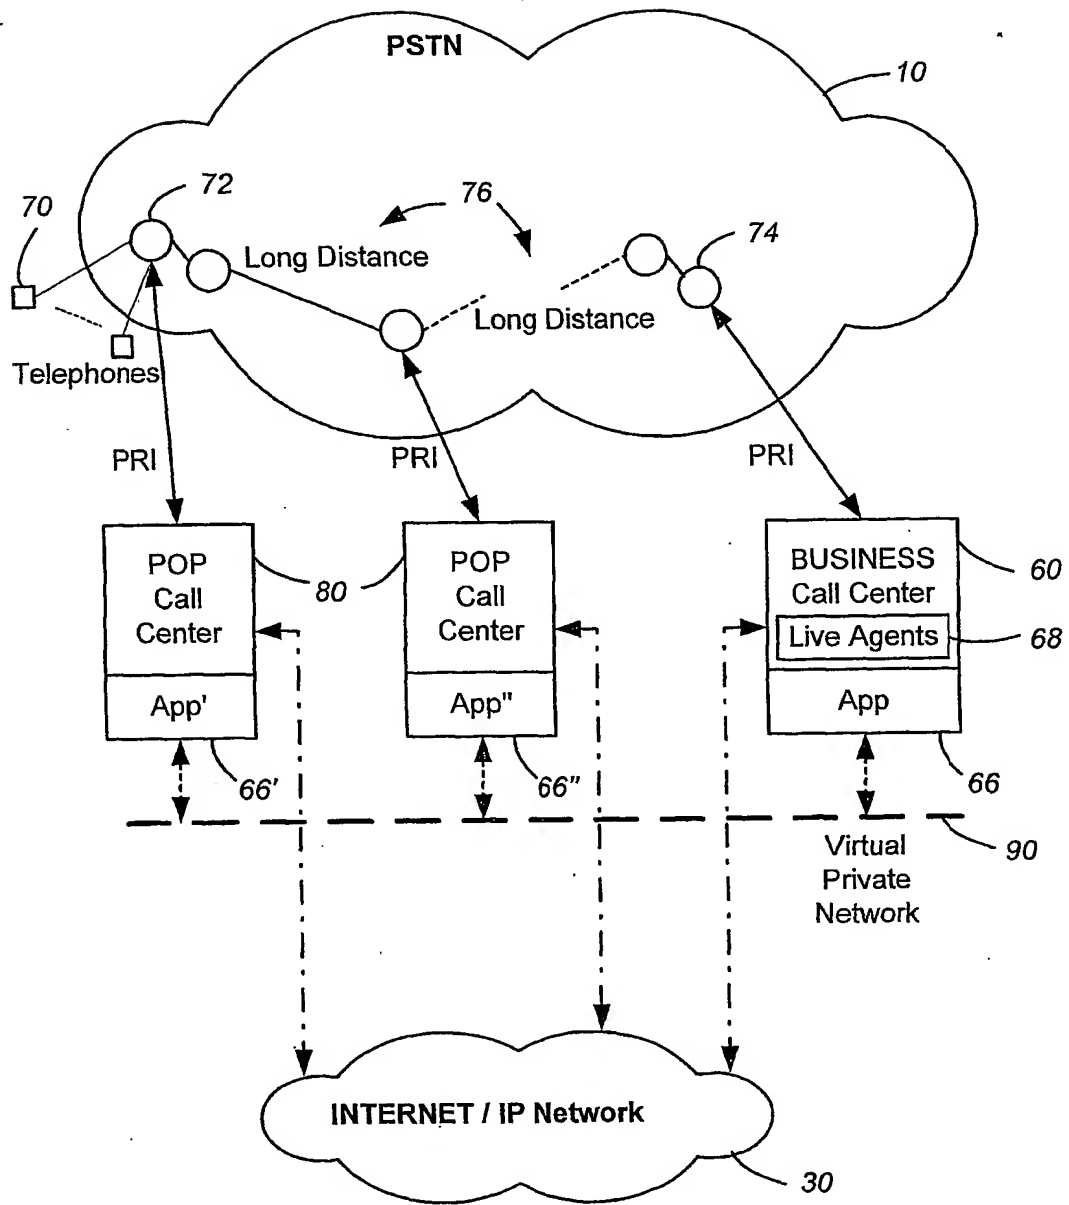 PSTN
10
70
72
76
74
Long Distance
Long Distance
Telephones
PRI
PRI
PRI
POP
Call
Center
App'
80
POP
Call
Center
App"
BUSINESS
Call Center
Live Agents
App
60
68
66'
66"
66
90
Virtual
Private
Network
INTERNET / IP Network
30